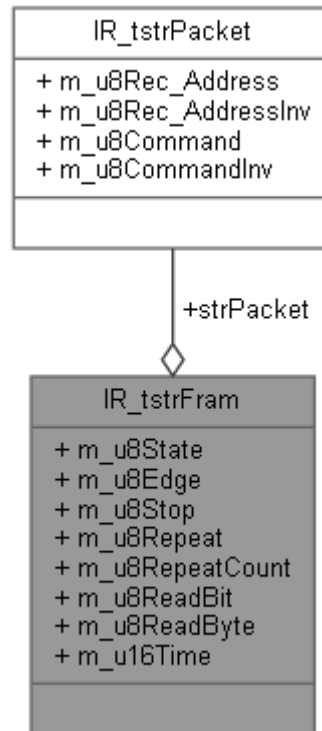 IR_tstrPacket
+ m_u8Rec_Address
+ m_u8Rec_AddressInv
+ m_u8Command
+ m_u8CommandInv
+strPacket
IR_tstrFram
+ m_u8State
+ m_u8Edge
+ m_u8Stop
+ m_u8Repeat
+ m_u8RepeatCount
+ m_u8ReadBit
+ m_u8ReadByte
+ m_u16Time